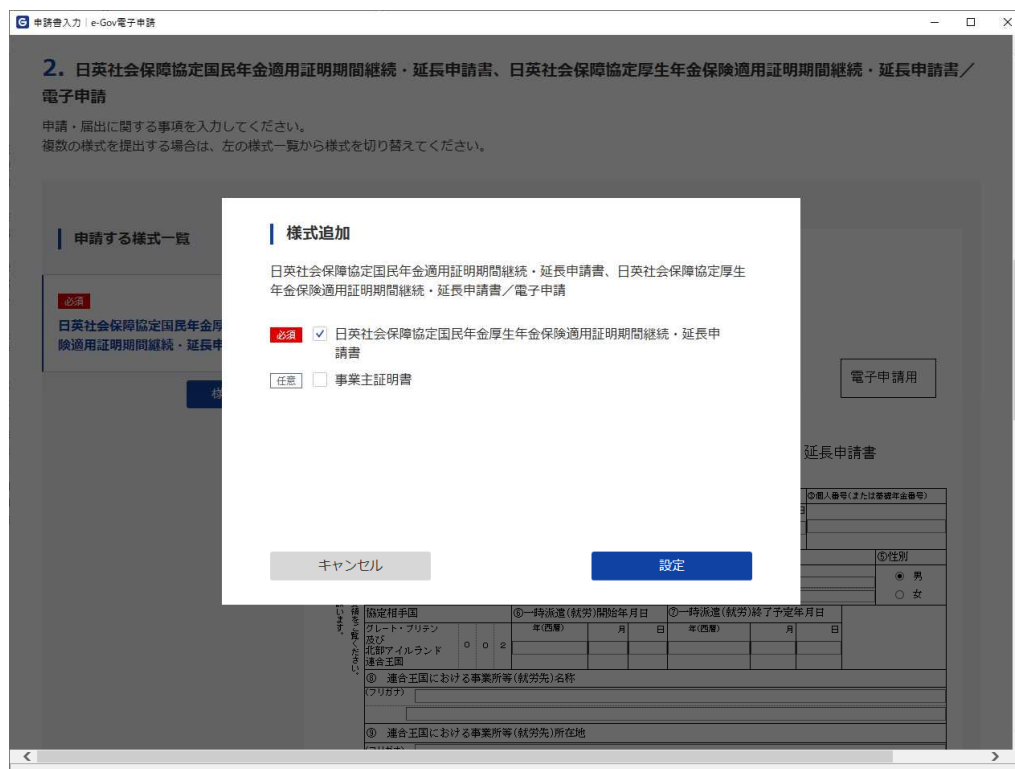 申請書入力｜e-Gov電子申請
2. 日英社会保障協定国民年金適用証明期間継続・延長申請書、日英社会保障協定厚生年金保険適用証明期間継続・延長申請書／
電子申請
申請・届出に関する事項を入力してください。
複数の様式を提出する場合は、左の様式一覧から様式を切り替えてください。
申請する様式一覧
必須
日英社会保障協定国民年金厚
険適用証明期間継続・延長申
様
様式追加
日英社会保障協定国民年金適用証明期間継続・延長申請書、日英社会保障協定厚生
年金保険適用証明期間継続・延長申請書／電子申請
必須 日英社会保障協定国民年金厚生年金保険適用証明期間継続・延長申
請書
任意 事業主証明書
キャンセル 設定
電子申請用
延長申請書
③個人番号(または基礎年金番号)
⑤性別
男
女
協定相手国 ⑥一時派遣(就労)開始年月日 ⑦一時派遣(就労)終了予定年月日
グレート・ブリテン
及び
北部アイルランド
連合王国
0 0 2
年(西暦) 月 日 年(西暦) 月 日
⑧ 連合王国における事業所等(就労先)名称
(フリガナ)
⑨ 連合王国における事業所等(就労先)所在地